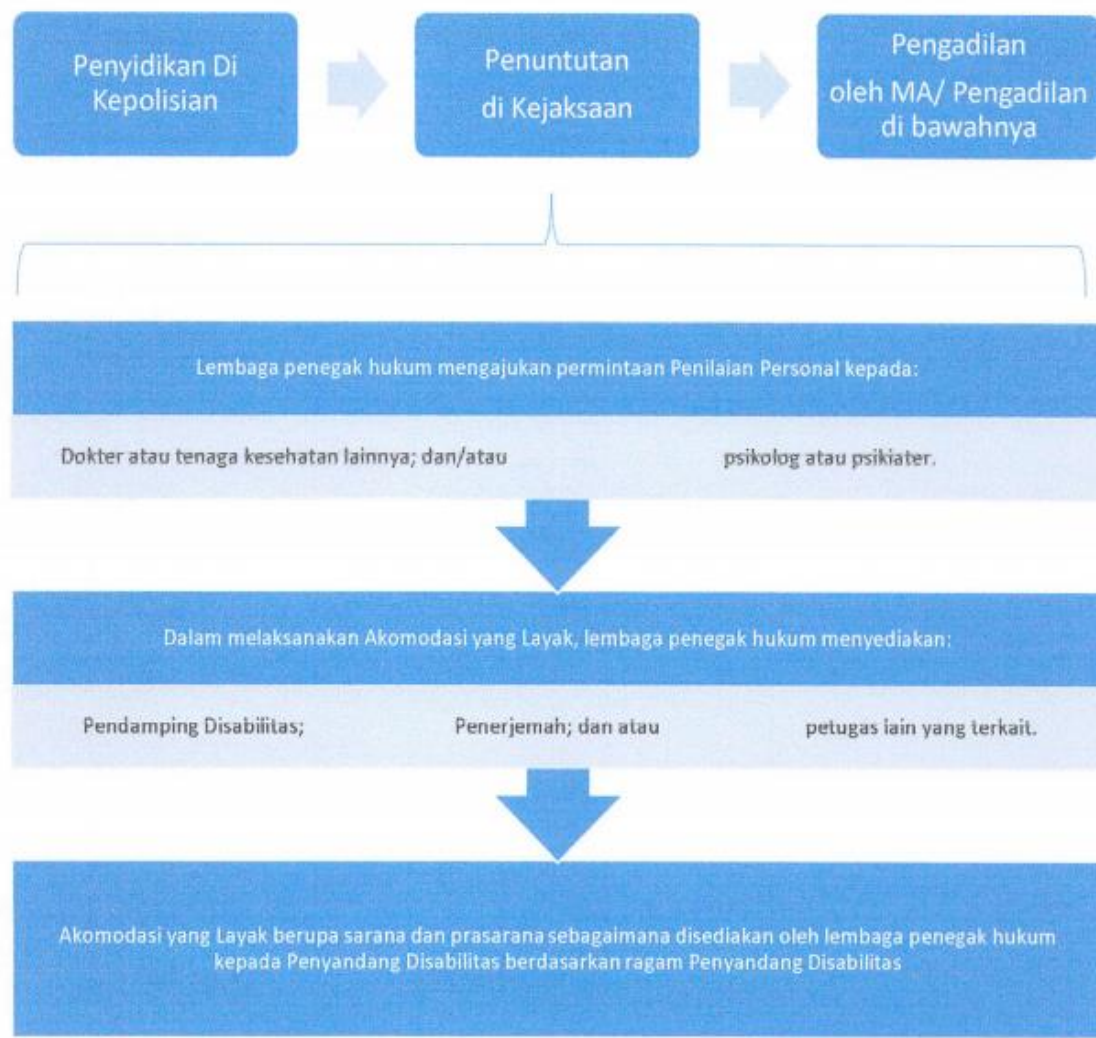 Penyidikan Di
Kepolisian
Penuntutan
di Kejaksaan
Pengadilan
oleh MA/ Pengadilan
di bawahnya
Lembaga penegak hukum mengajukan permintaan Penilaian Personal kepada:
Dokter atau tenaga kesehatan lainnya; dan/atau
psikolog atau psikiater.
Dalam melaksanakan Akomodasi yang Layak, lembaga penegak hukum menyediakan:
Pendamping Disabilitas;
Penerjemah; dan atau
petugas lain yang terkait.
Akomodasi yang Layak berupa sarana dan prasarana sebagaimana disediakan oleh lembaga penegak hukum
kepada Penyandang Disabilitas berdasarkan ragam Penyandang Disabilitas